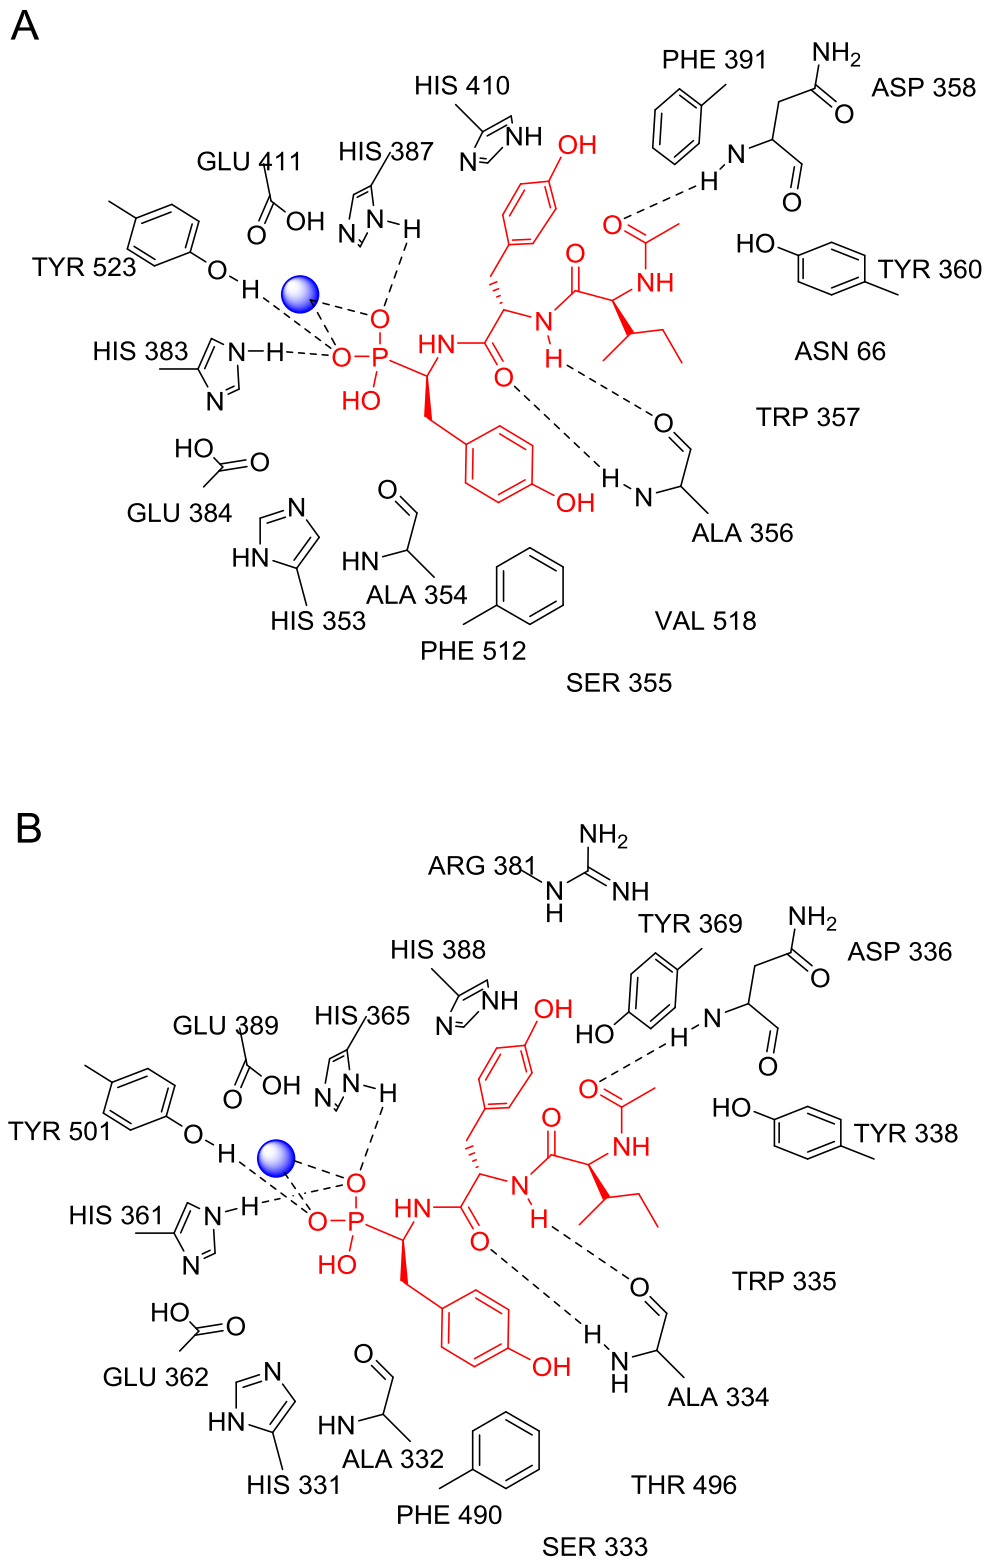 A
NH2
PHE 391
ASP 358
HIS 410
O
NH
N
OH
N
H
HIS 387
GLU 411
O
O
OH
N
H
N
O
O
HO
TYR 360
TYR 523
O
H
NH
O
N
HIS 383
N
H
O
P
HN
H
ASN 66
O
HO
N
TRP 357
O
HO
O
H
N
OH
GLU 384
N
O
ALA 356
HN
HN
ALA 354
HIS 353
VAL 518
PHE 512
SER 355
B
NH2
ARG 381
N
H
NH
TYR 369
NH2
ASP 336
HIS 388
O
NH
N
OH
N
H
HO
HIS 365
GLU 389
O
O
OH
N
H
N
O
O
HO
TYR 338
TYR 501
O
H
NH
O
N
HIS 361
N
H
O
P
HN
H
O
HO
N
TRP 335
O
HO
O
H
N
H
OH
GLU 362
N
O
ALA 334
HN
HN
ALA 332
HIS 331
THR 496
PHE 490
SER 333